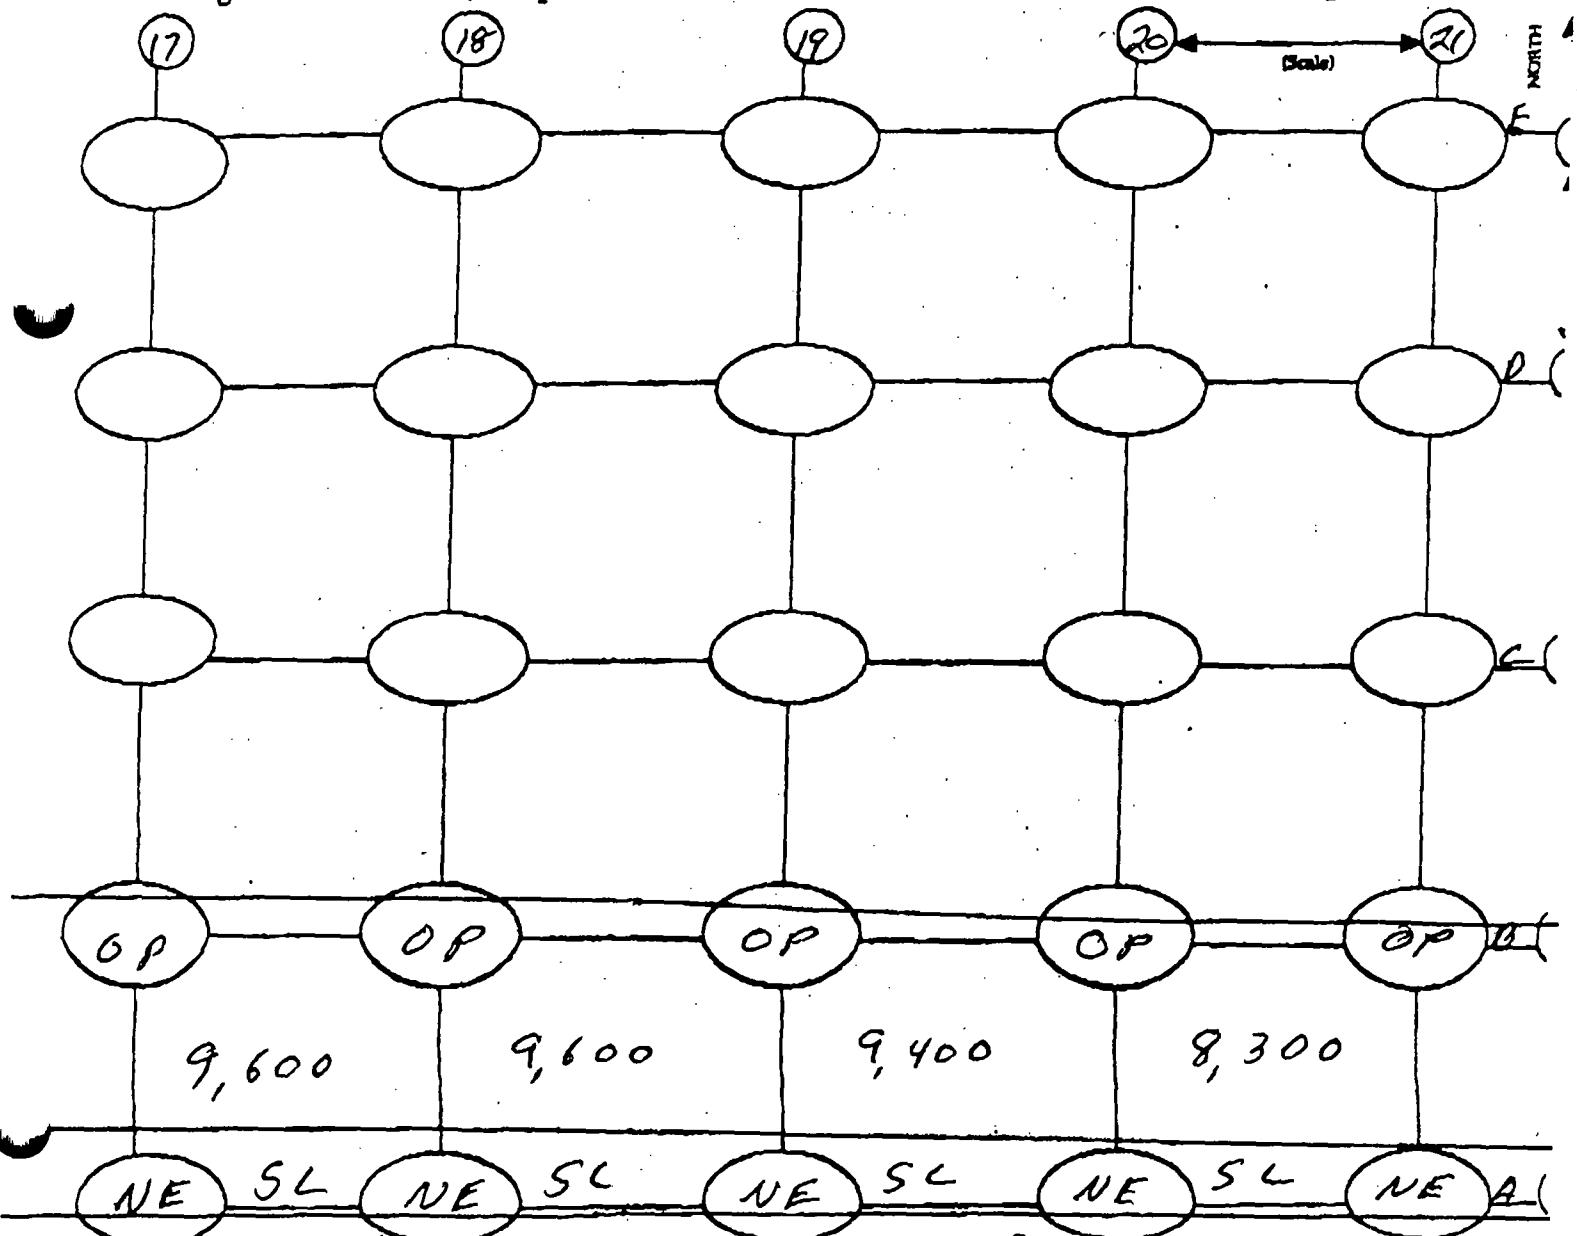 17 18 19 20 21
(Scale)
NORTH
E
D
C
OP OP OP OP OP B
9,600 9,600 9,400 8,300
SL SL SL SL
NE NE NE NE NE A